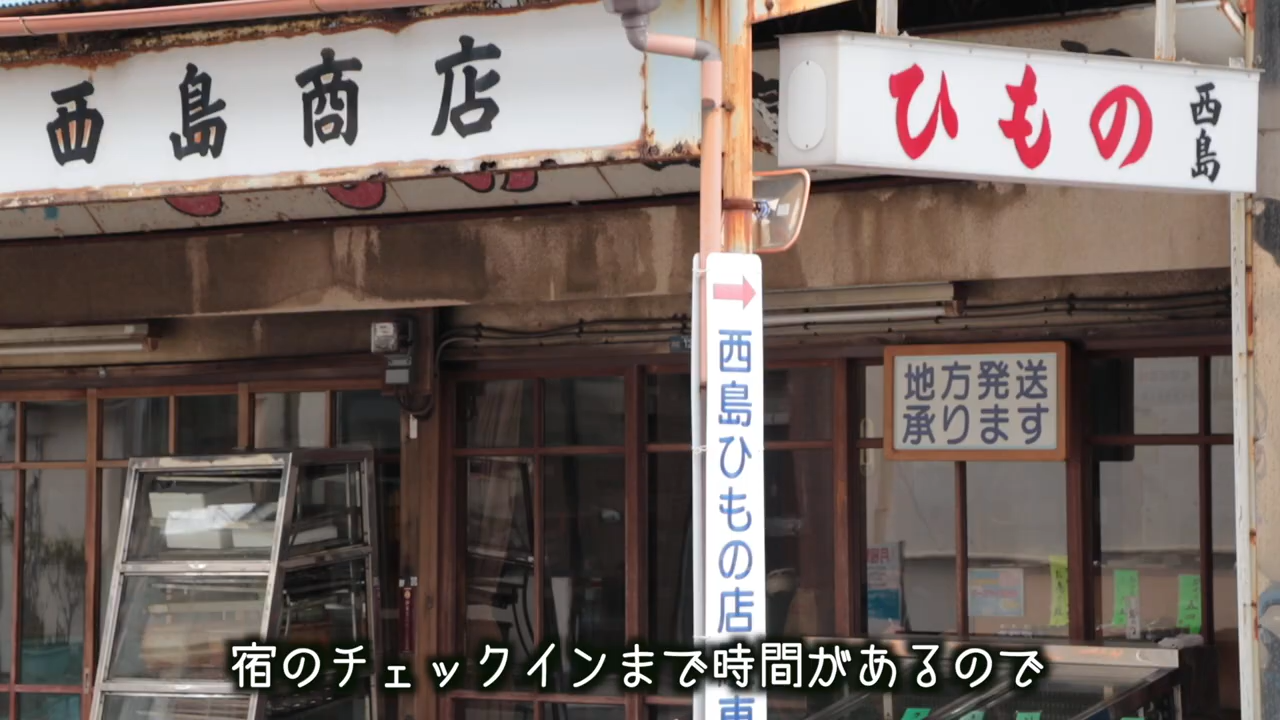 西島商店
ひもの 西島
西島ひもの店
地方発送
承ります
宿のチェックインまで時間があるので